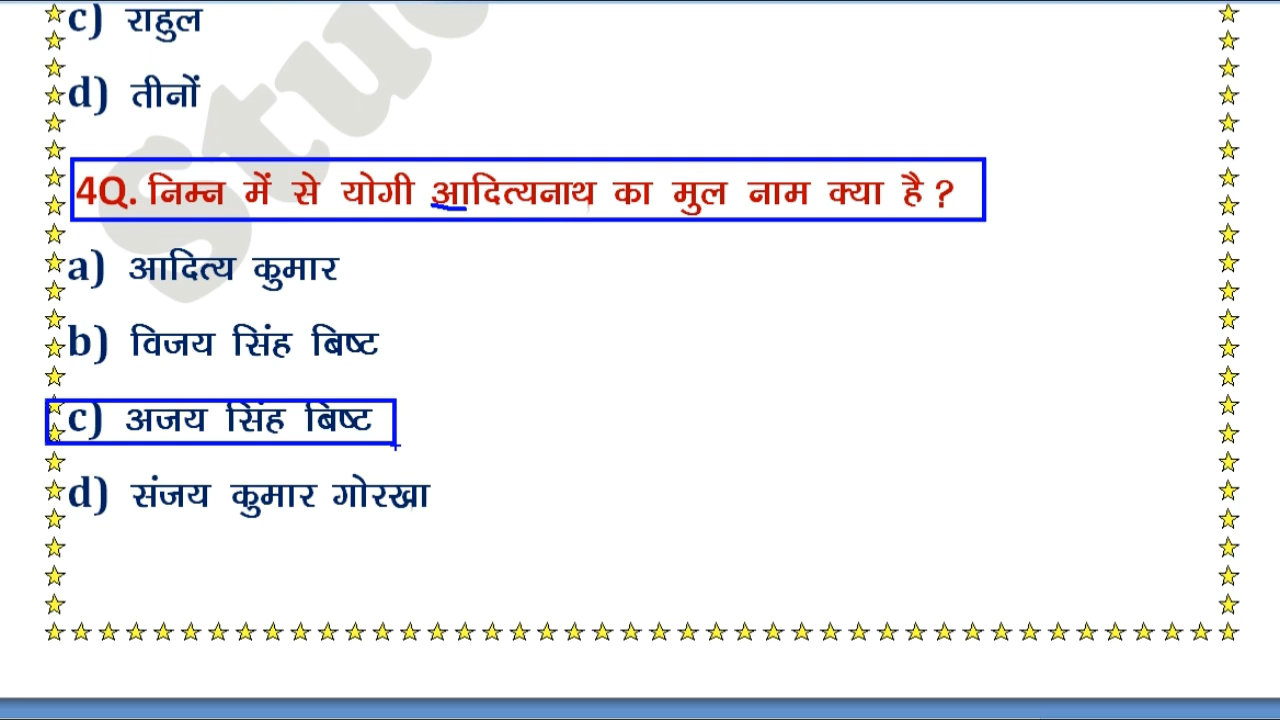 c) राहुल
d) तीनों
4Q. निम्न में से योगी आदित्यनाथ का मुल नाम क्या है ?
a) आदित्य कुमार
b) विजय सिंह बिष्ट
c) अजय सिंह बिष्ट
d) संजय कुमार गोरखा